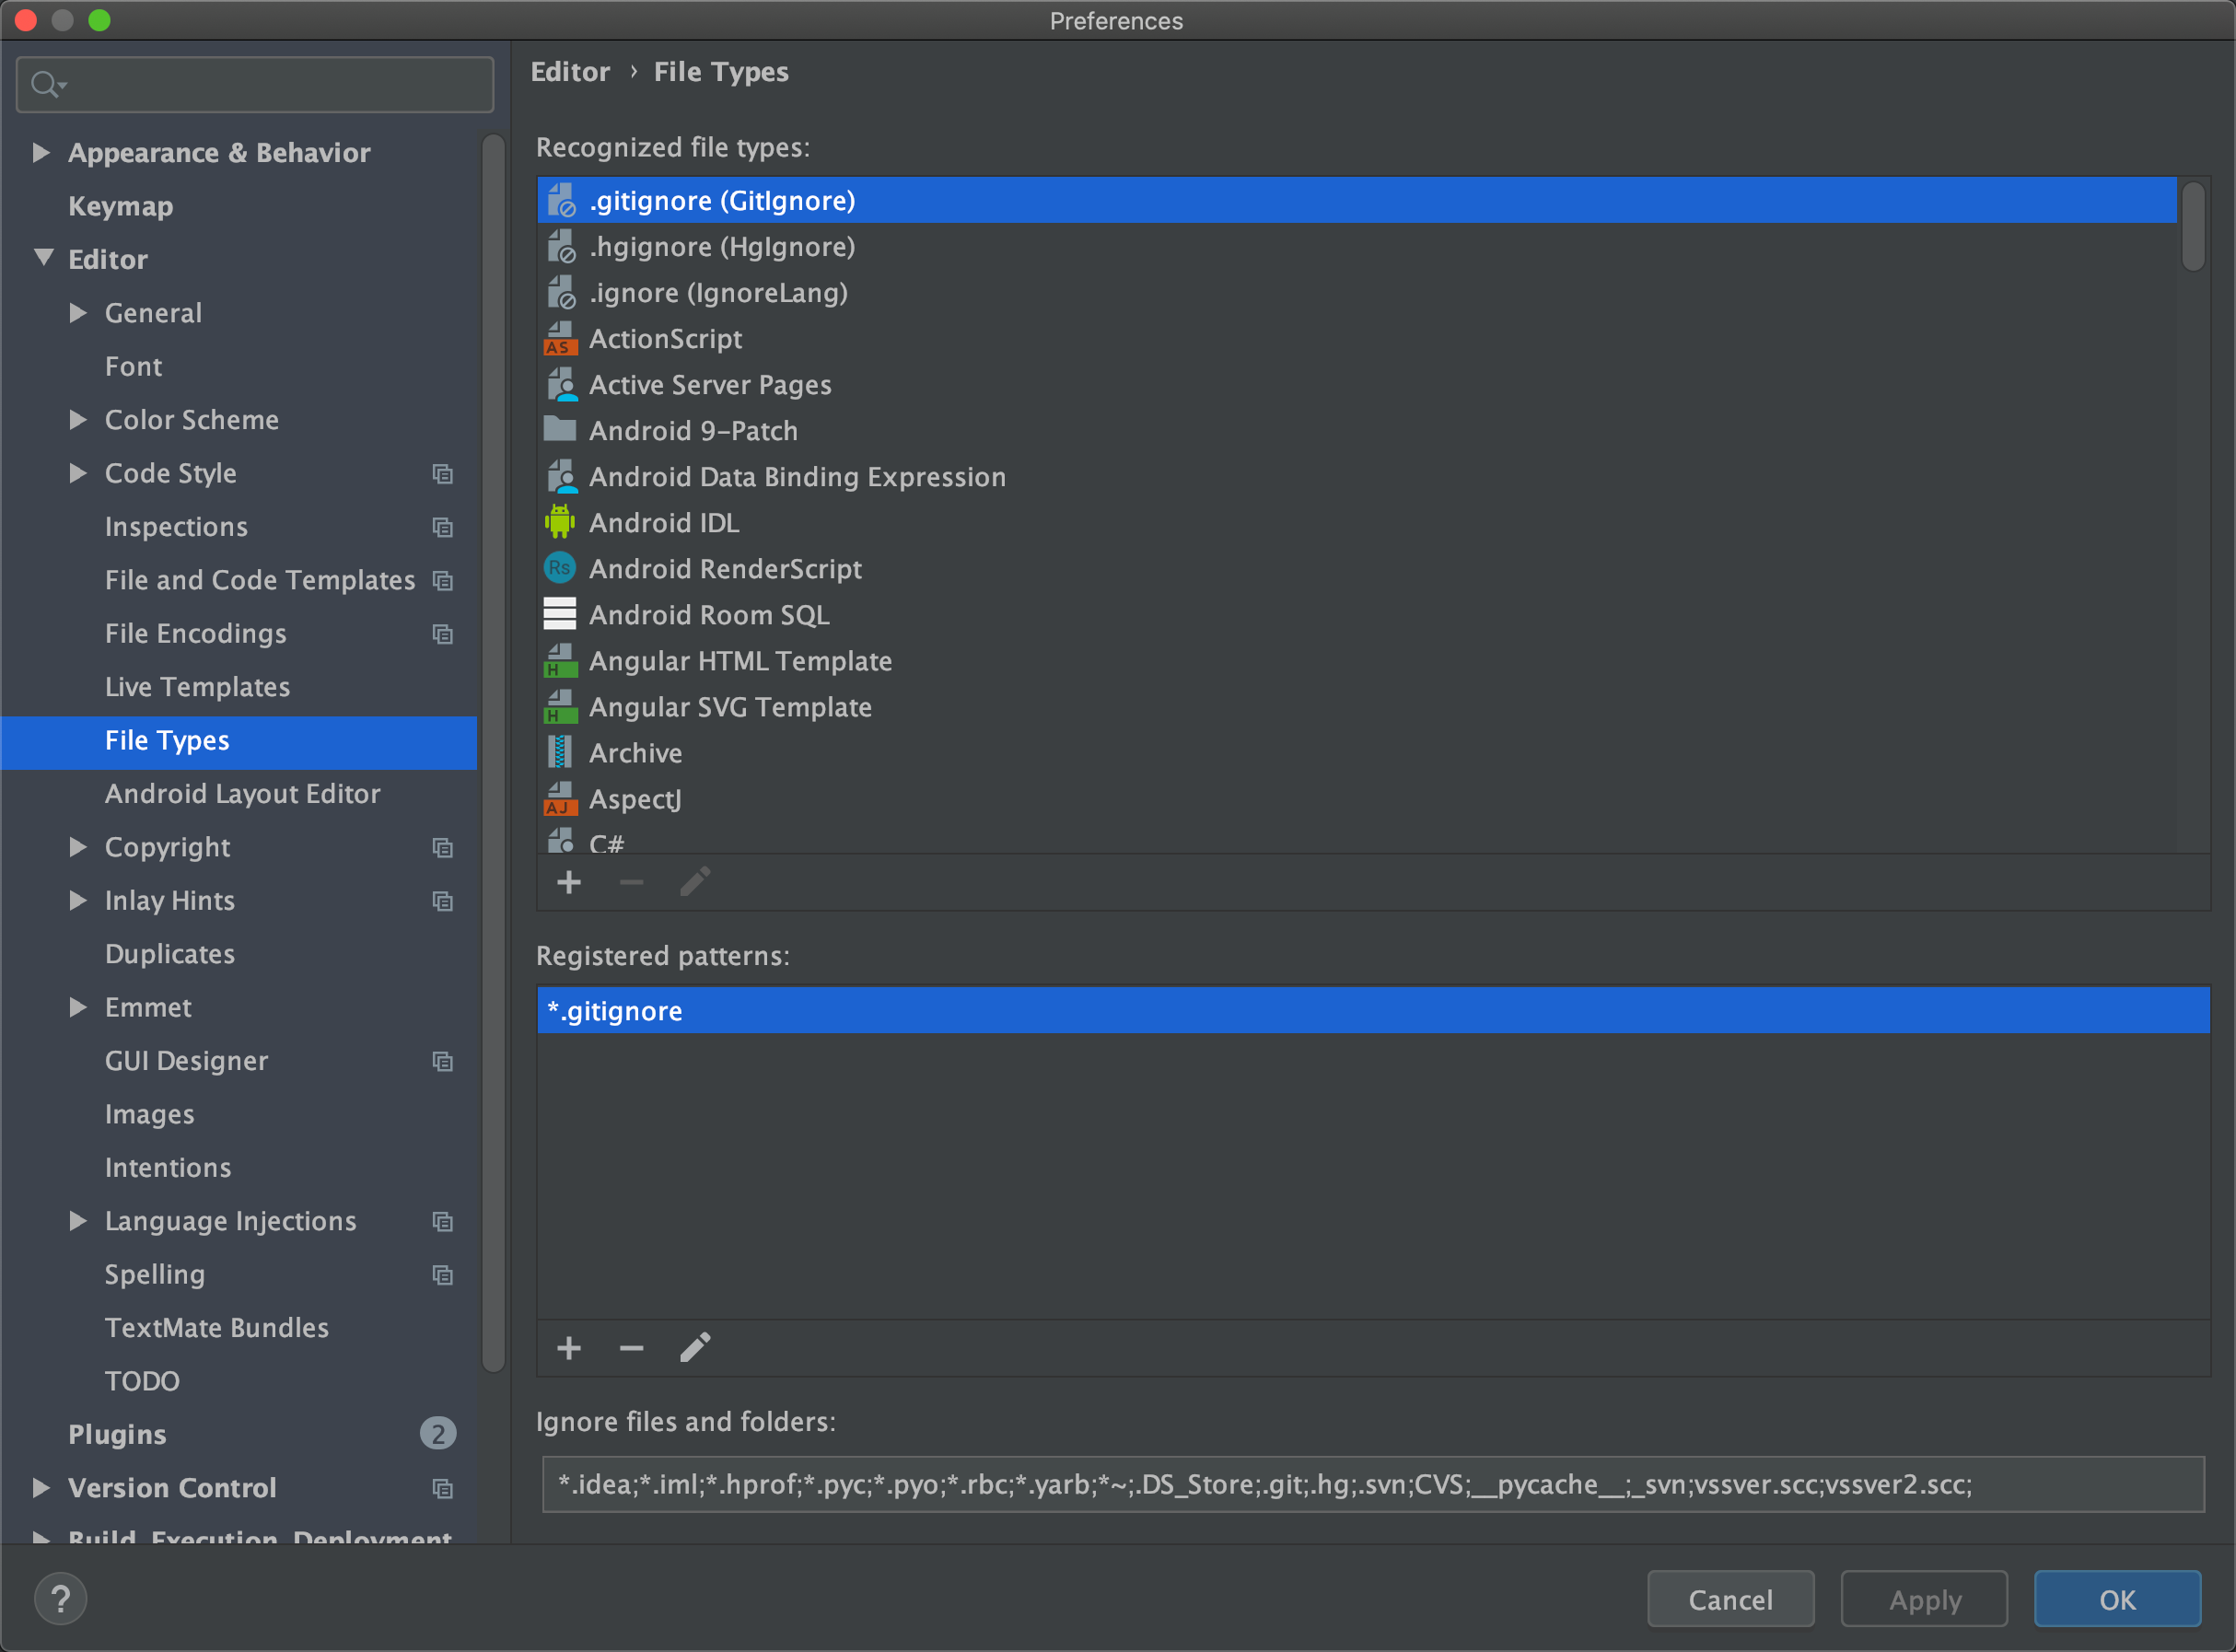 Preferences
Appearance & Behavior
Keymap
Editor
General
Font
Color Scheme
Code Style
Inspections
File and Code Templates
File Encodings
Live Templates
File Types
Android Layout Editor
Copyright
Inlay Hints
Duplicates
Emmet
GUI Designer
Images
Intentions
Language Injections
Spelling
TextMate Bundles
TODO
Plugins 2
Version Control
Build, Execution, Deployment
Editor › File Types
Recognized file types:
.gitignore (GitIgnore)
.hgignore (HgIgnore)
.ignore (IgnoreLang)
AS ActionScript
Active Server Pages
Android 9-Patch
Android Data Binding Expression
Android IDL
Rs Android RenderScript
Android Room SQL
H Angular HTML Template
H Angular SVG Template
Archive
AJ AspectJ
C#
Registered patterns:
*.gitignore
Ignore files and folders:
*.idea;*.iml;*.hprof;*.pyc;*.pyo;*.rbc;*.yarb;*~;.DS_Store;.git;.hg;.svn;CVS;__pycache__;_svn;vssver.scc;vssver2.scc;
? Cancel Apply OK